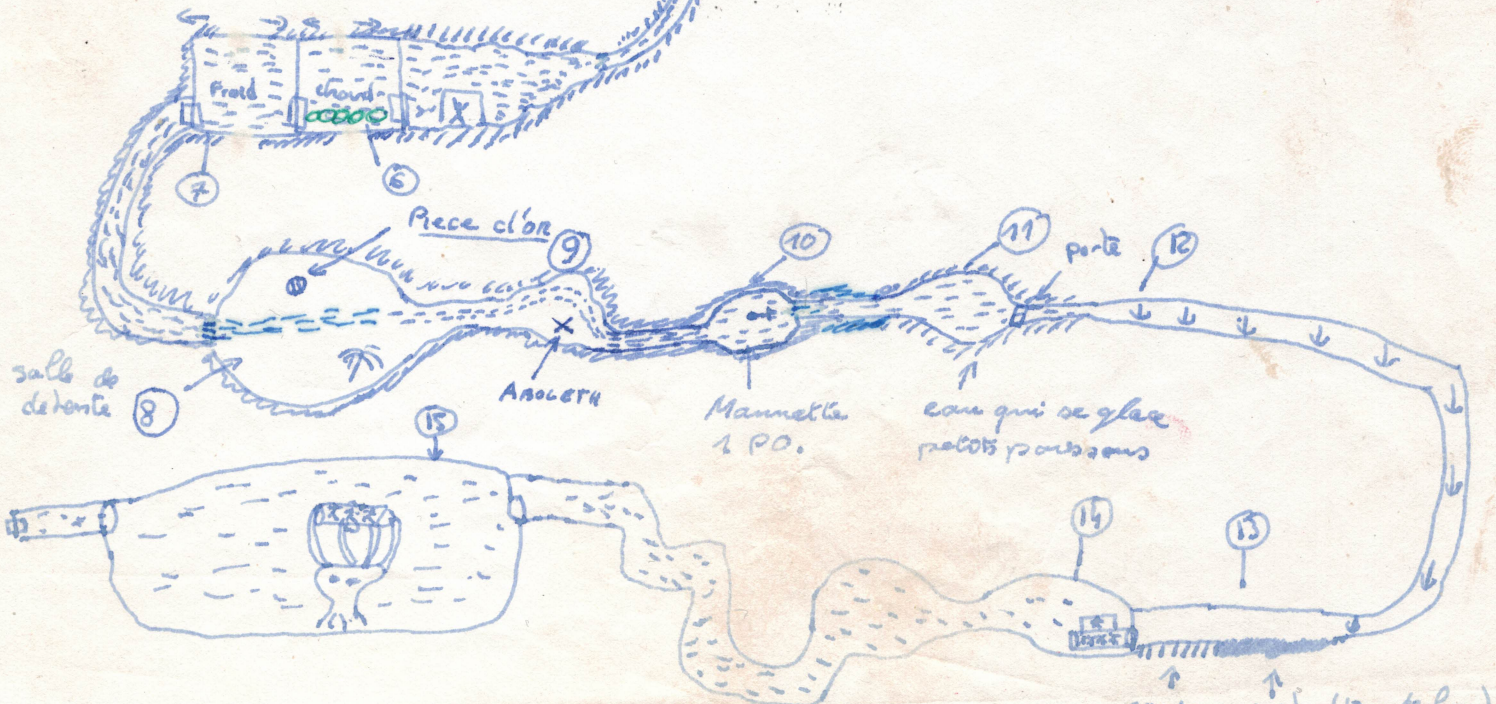 Froid
chaud
X
7
6
Piece d'or
9
10
11
porte
12
X
salle de
détente
8
ABOLETH
Mannette
1 PO.
eau qui se glace
petits poissons
15
14
13